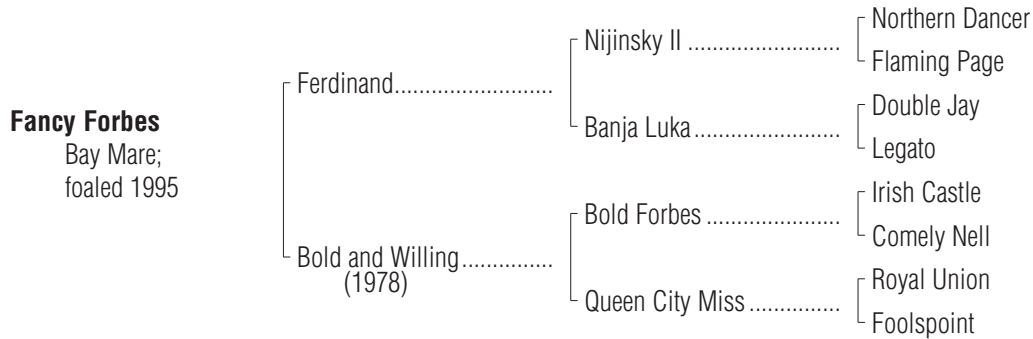 Fancy Forbes
Bay Mare;
foaled 1995
Ferdinand..........................
Bold and Willing...............
(1978)
Nijinsky II .........................
Banja Luka........................
Bold Forbes ......................
Queen City Miss ...............
Northern Dancer
Flaming Page
Double Jay
Legato
Irish Castle
Comely Nell
Royal Union
Foolspoint